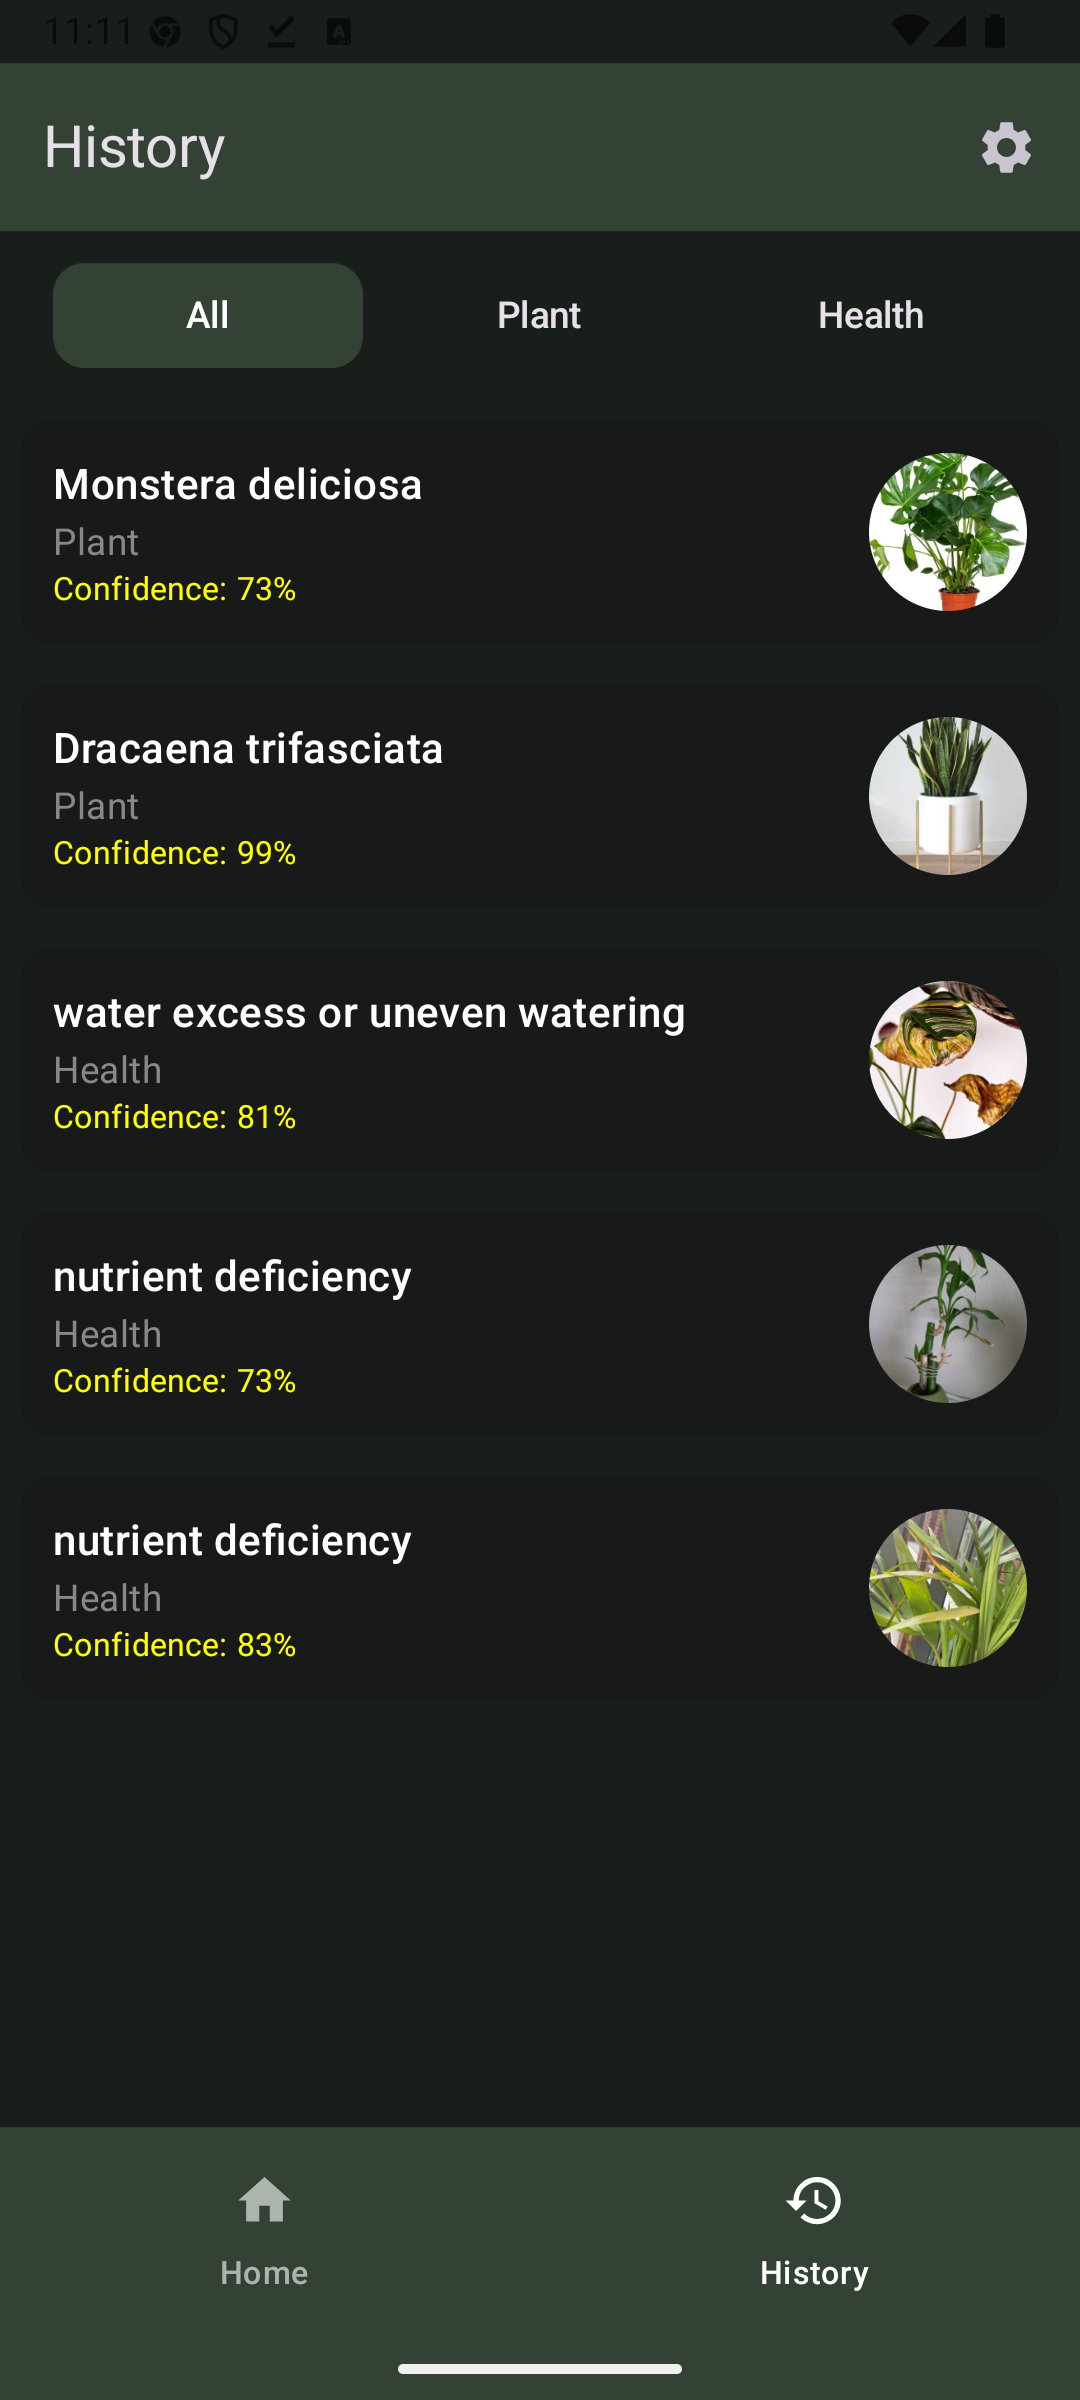 11:11
History
All Plant Health
Monstera deliciosa
Plant
Confidence: 73%
Dracaena trifasciata
Plant
Confidence: 99%
water excess or uneven watering
Health
Confidence: 81%
nutrient deficiency
Health
Confidence: 73%
nutrient deficiency
Health
Confidence: 83%
Home History